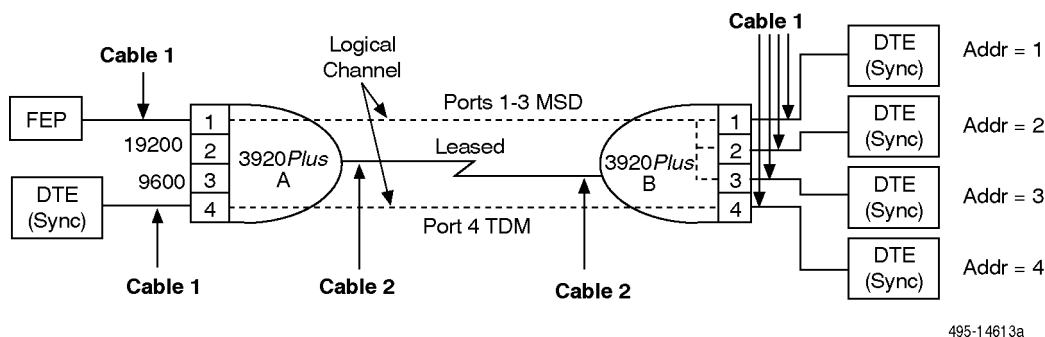 Cable 1
Logical
Channel
Cable 1
DTE
(Sync)
Addr = 1
FEP
19200
9600
1
2
3
4
3920Plus
A
Ports 1-3 MSD
Leased
Port 4 TDM
3920Plus
B
1
2
3
4
DTE
(Sync)
Addr = 2
DTE
(Sync)
DTE
(Sync)
Addr = 3
DTE
(Sync)
Addr = 4
Cable 1
Cable 2
Cable 2
495-14613a